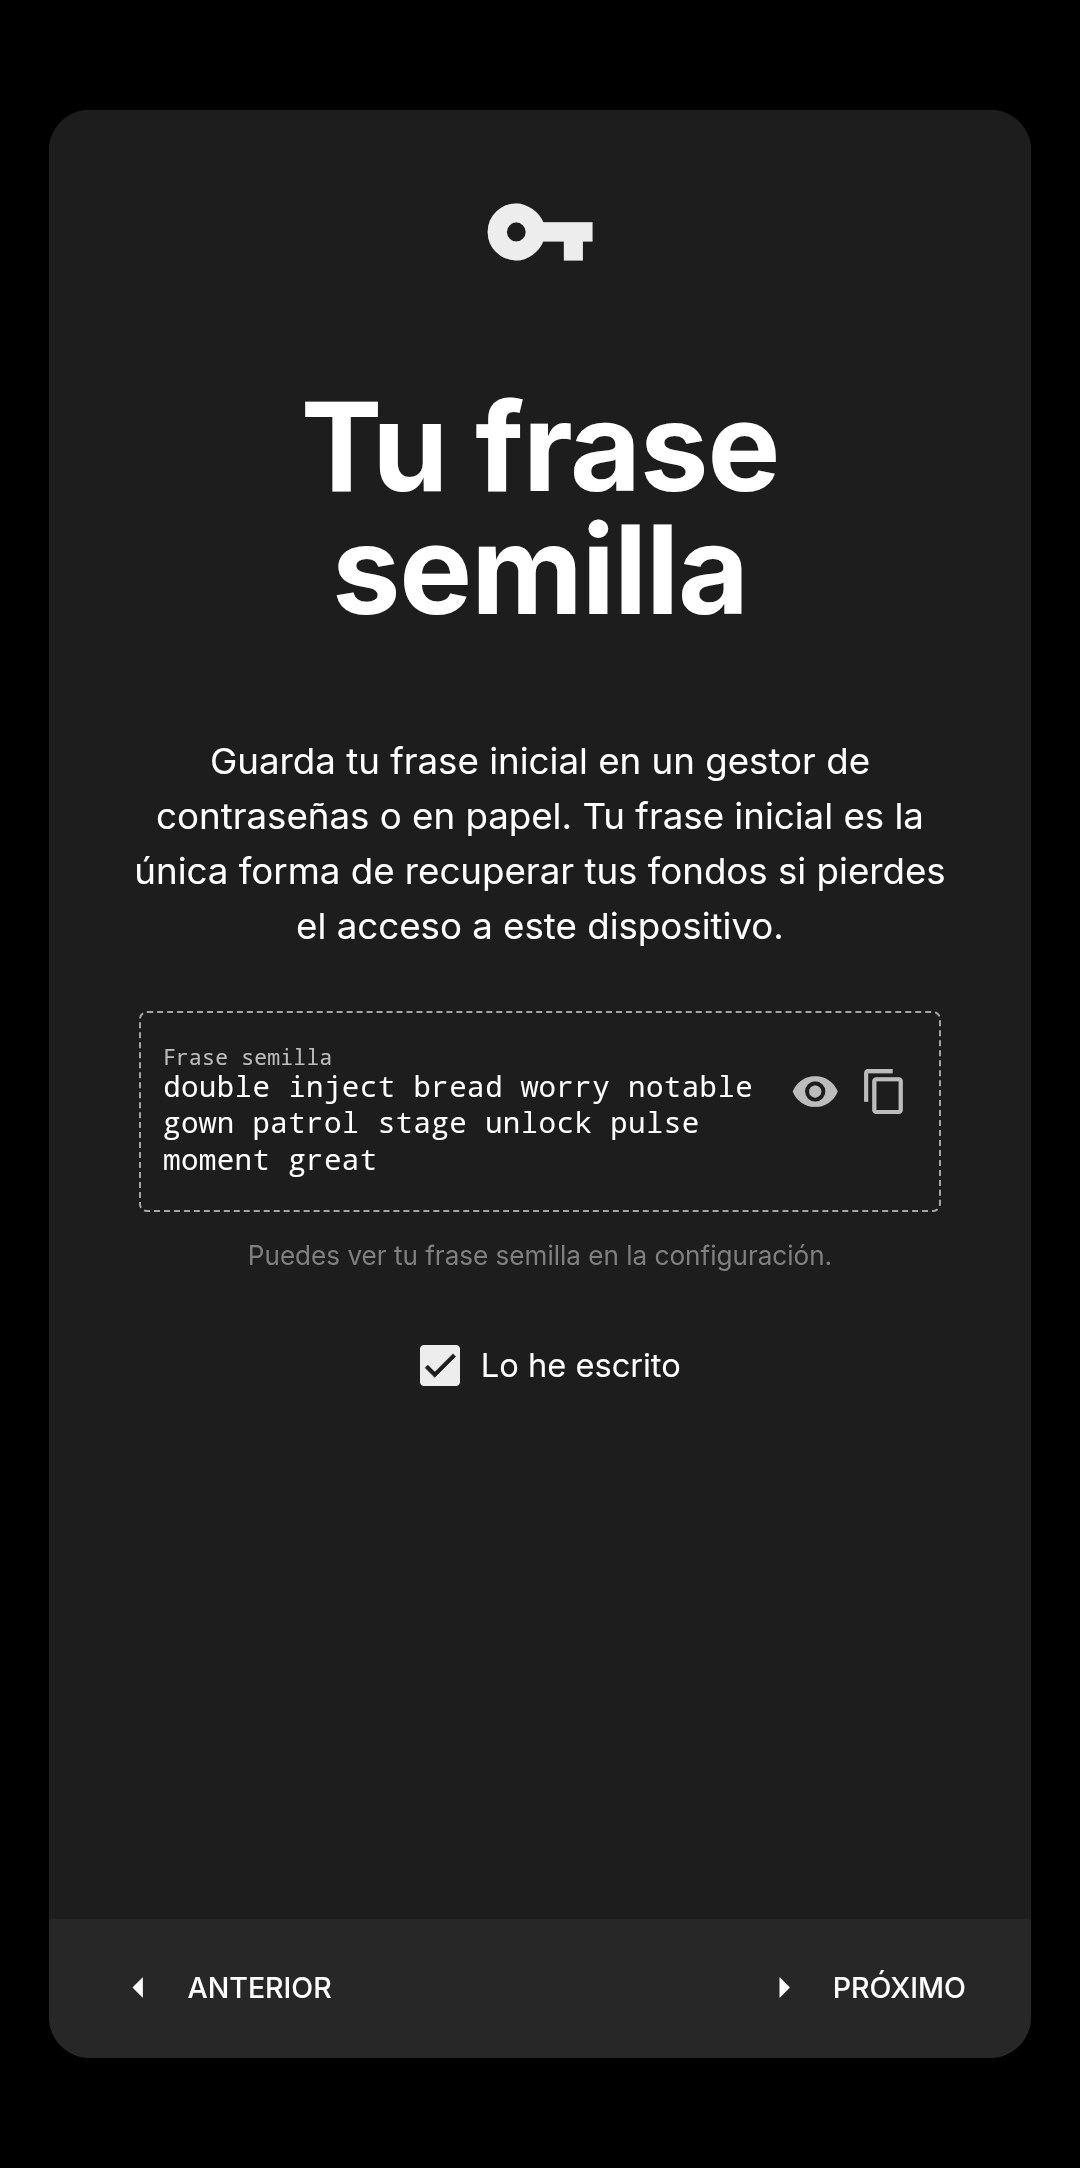 Tu frase
semilla
Guarda tu frase inicial en un gestor de
contraseñas o en papel. Tu frase inicial es la
única forma de recuperar tus fondos si pierdes
el acceso a este dispositivo.
Frase semilla
double inject bread worry notable
gown patrol stage unlock pulse
moment great
Puedes ver tu frase semilla en la configuración.
Lo he escrito
ANTERIOR
PRÓXIMO